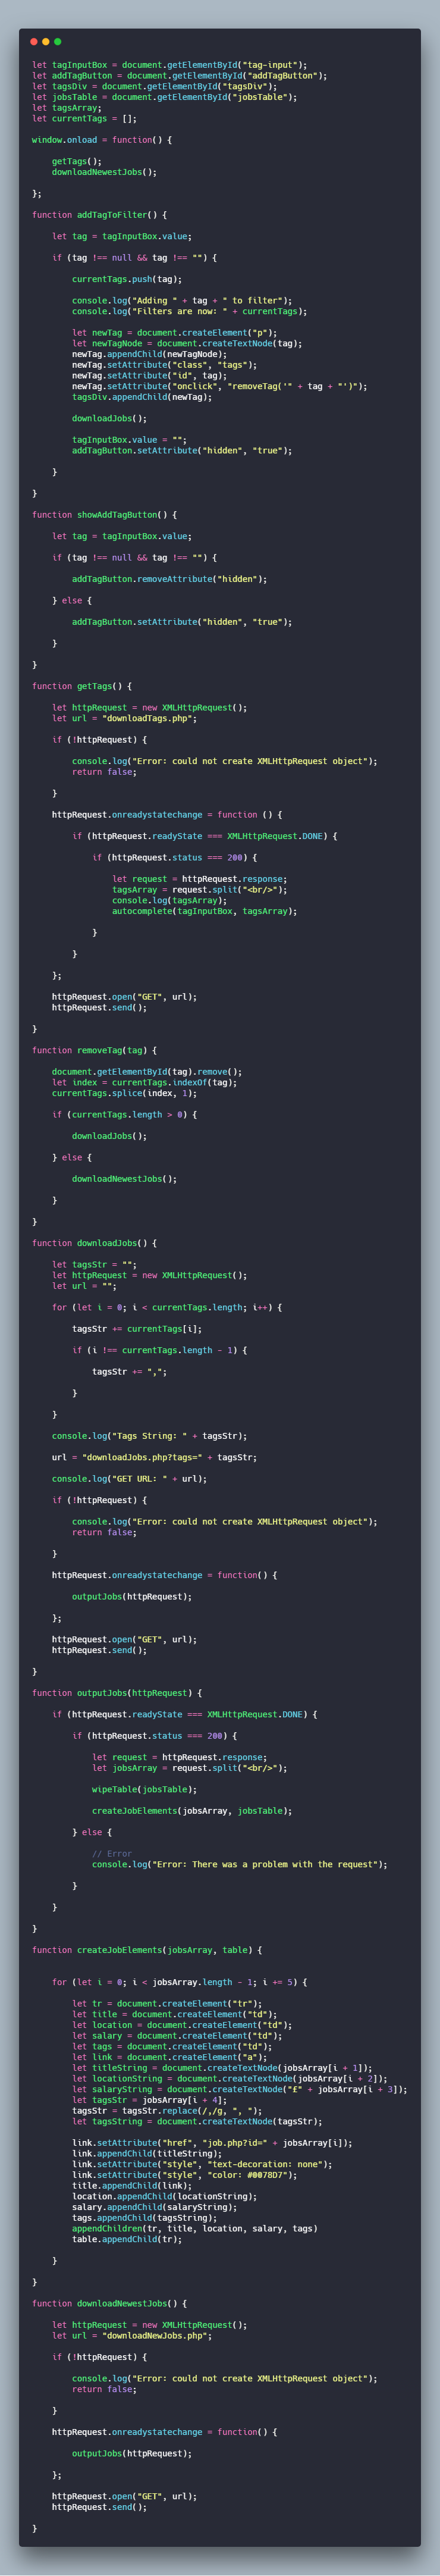 let tagInputBox = document.getElementById("tag-input");
let addTagButton = document.getElementById("addTagButton");
let tagsDiv = document.getElementById("tagsDiv");
let jobsTable = document.getElementById("jobsTable");
let tagsArray;
let currentTags = [];
window.onload = function() {
getTags();
downloadNewestJobs();
};
function addTagToFilter() {
let tag = tagInputBox.value;
if (tag !== null && tag !== "") {
currentTags.push(tag);
console.log("Adding " + tag + " to filter");
console.log("Filters are now: " + currentTags);
let newTag = document.createElement("p");
let newTagNode = document.createTextNode(tag);
newTag.appendChild(newTagNode);
newTag.setAttribute("class", "tags");
newTag.setAttribute("id", tag);
newTag.setAttribute("onclick", "removeTag('" + tag + "')");
tagsDiv.appendChild(newTag);
downloadJobs();
tagInputBox.value = "";
addTagButton.setAttribute("hidden", "true");
}
}
function showAddTagButton() {
let tag = tagInputBox.value;
if (tag !== null && tag !== "") {
addTagButton.removeAttribute("hidden");
} else {
addTagButton.setAttribute("hidden", "true");
}
}
function getTags() {
let httpRequest = new XMLHttpRequest();
let url = "downloadTags.php";
if (!httpRequest) {
console.log("Error: could not create XMLHttpRequest object");
return false;
}
httpRequest.onreadystatechange = function () {
if (httpRequest.readyState === XMLHttpRequest.DONE) {
if (httpRequest.status === 200) {
let request = httpRequest.response;
tagsArray = request.split("<br/>");
console.log(tagsArray);
autocomplete(tagInputBox, tagsArray);
}
}
};
httpRequest.open("GET", url);
httpRequest.send();
}
function removeTag(tag) {
document.getElementById(tag).remove();
let index = currentTags.indexOf(tag);
currentTags.splice(index, 1);
if (currentTags.length > 0) {
downloadJobs();
} else {
downloadNewestJobs();
}
}
function downloadJobs() {
let tagsStr = "";
let httpRequest = new XMLHttpRequest();
let url = "";
for (let i = 0; i < currentTags.length; i++) {
tagsStr += currentTags[i];
if (i !== currentTags.length - 1) {
tagsStr += ",";
}
}
console.log("Tags String: " + tagsStr);
url = "downloadJobs.php?tags=" + tagsStr;
console.log("GET URL: " + url);
if (!httpRequest) {
console.log("Error: could not create XMLHttpRequest object");
return false;
}
httpRequest.onreadystatechange = function() {
outputJobs(httpRequest);
};
httpRequest.open("GET", url);
httpRequest.send();
}
function outputJobs(httpRequest) {
if (httpRequest.readyState === XMLHttpRequest.DONE) {
if (httpRequest.status === 200) {
let request = httpRequest.response;
let jobsArray = request.split("<br/>");
wipeTable(jobsTable);
createJobElements(jobsArray, jobsTable);
} else {
// Error
console.log("Error: There was a problem with the request");
}
}
}
function createJobElements(jobsArray, table) {
for (let i = 0; i < jobsArray.length - 1; i += 5) {
let tr = document.createElement("tr");
let title = document.createElement("td");
let location = document.createElement("td");
let salary = document.createElement("td");
let tags = document.createElement("td");
let link = document.createElement("a");
let titleString = document.createTextNode(jobsArray[i + 1]);
let locationString = document.createTextNode(jobsArray[i + 2]);
let salaryString = document.createTextNode("£" + jobsArray[i + 3]);
let tagsStr = jobsArray[i + 4];
tagsStr = tagsStr.replace(/,/g, ", ");
let tagsString = document.createTextNode(tagsStr);
link.setAttribute("href", "job.php?id=" + jobsArray[i]);
link.appendChild(titleString);
link.setAttribute("style", "text-decoration: none");
link.setAttribute("style", "color: #0078D7");
title.appendChild(link);
location.appendChild(locationString);
salary.appendChild(salaryString);
tags.appendChild(tagsString);
appendChildren(tr, title, location, salary, tags)
table.appendChild(tr);
}
}
function downloadNewestJobs() {
let httpRequest = new XMLHttpRequest();
let url = "downloadNewJobs.php";
if (!httpRequest) {
console.log("Error: could not create XMLHttpRequest object");
return false;
}
httpRequest.onreadystatechange = function() {
outputJobs(httpRequest);
};
httpRequest.open("GET", url);
httpRequest.send();
}